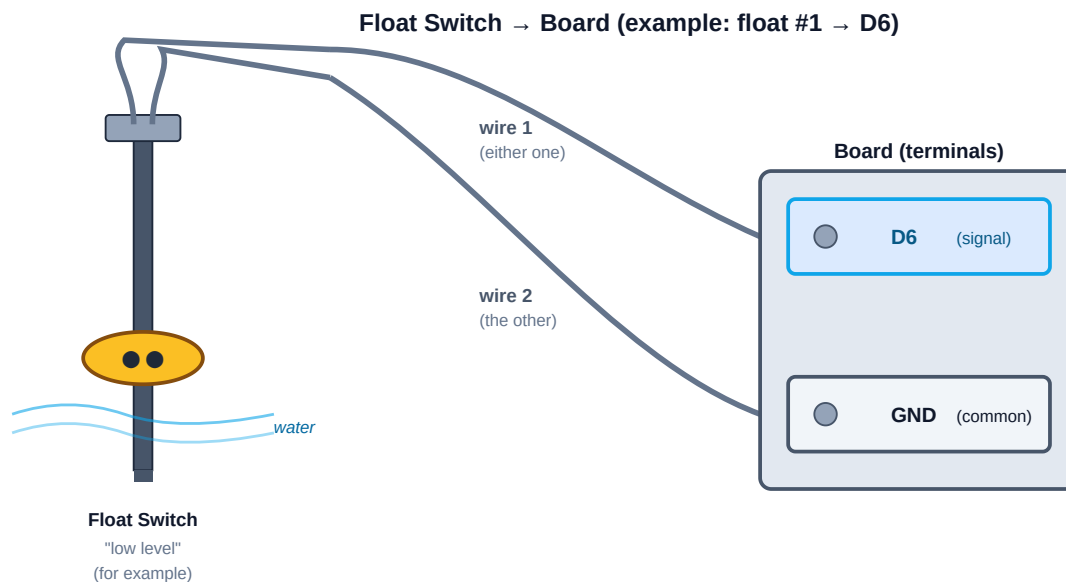 Float Switch → Board (example: float #1 → D6)
wire 1
(either one)
Board (terminals)
D6 (signal)
wire 2
(the other)
GND (common)
water
Float Switch
"low level"
(for example)